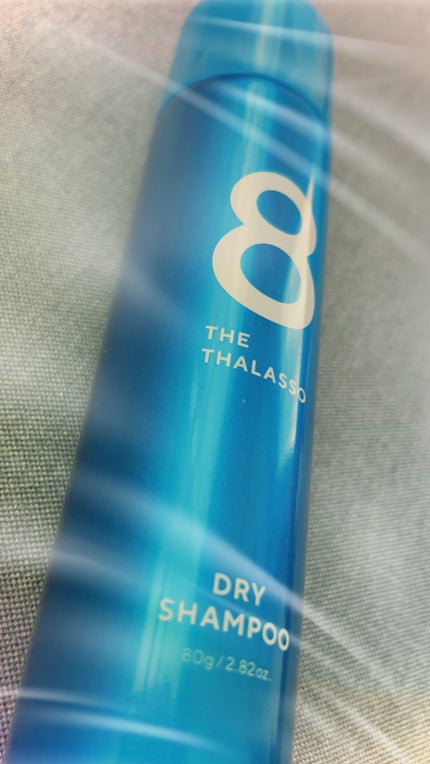 8
THE
THALASSO
DRY
SHAMPOO
80g / 2.82oz.